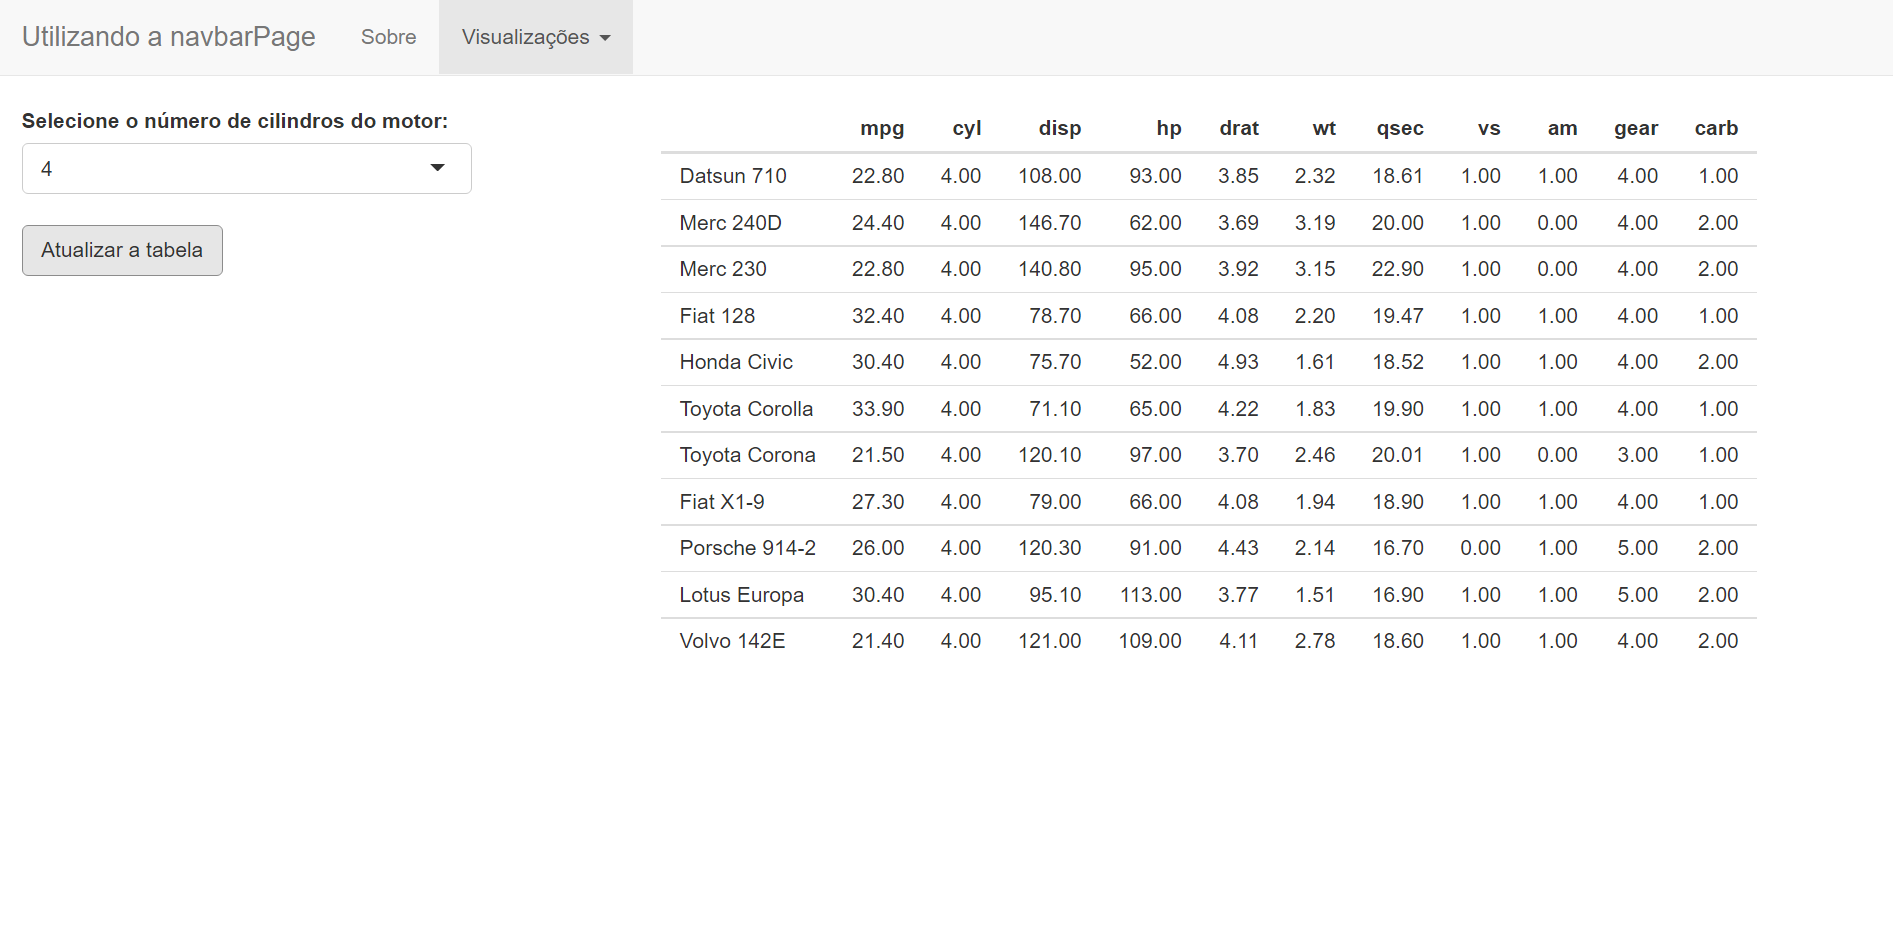 Utilizando a navbarPage Sobre Visualizações
Selecione o número de cilindros do motor:
4
Atualizar a tabela
mpg cyl disp hp drat wt qsec vs am gear carb
Datsun 710 22.80 4.00 108.00 93.00 3.85 2.32 18.61 1.00 1.00 4.00 1.00
Merc 240D 24.40 4.00 146.70 62.00 3.69 3.19 20.00 1.00 0.00 4.00 2.00
Merc 230 22.80 4.00 140.80 95.00 3.92 3.15 22.90 1.00 0.00 4.00 2.00
Fiat 128 32.40 4.00 78.70 66.00 4.08 2.20 19.47 1.00 1.00 4.00 1.00
Honda Civic 30.40 4.00 75.70 52.00 4.93 1.61 18.52 1.00 1.00 4.00 2.00
Toyota Corolla 33.90 4.00 71.10 65.00 4.22 1.83 19.90 1.00 1.00 4.00 1.00
Toyota Corona 21.50 4.00 120.10 97.00 3.70 2.46 20.01 1.00 0.00 3.00 1.00
Fiat X1-9 27.30 4.00 79.00 66.00 4.08 1.94 18.90 1.00 1.00 4.00 1.00
Porsche 914-2 26.00 4.00 120.30 91.00 4.43 2.14 16.70 0.00 1.00 5.00 2.00
Lotus Europa 30.40 4.00 95.10 113.00 3.77 1.51 16.90 1.00 1.00 5.00 2.00
Volvo 142E 21.40 4.00 121.00 109.00 4.11 2.78 18.60 1.00 1.00 4.00 2.00